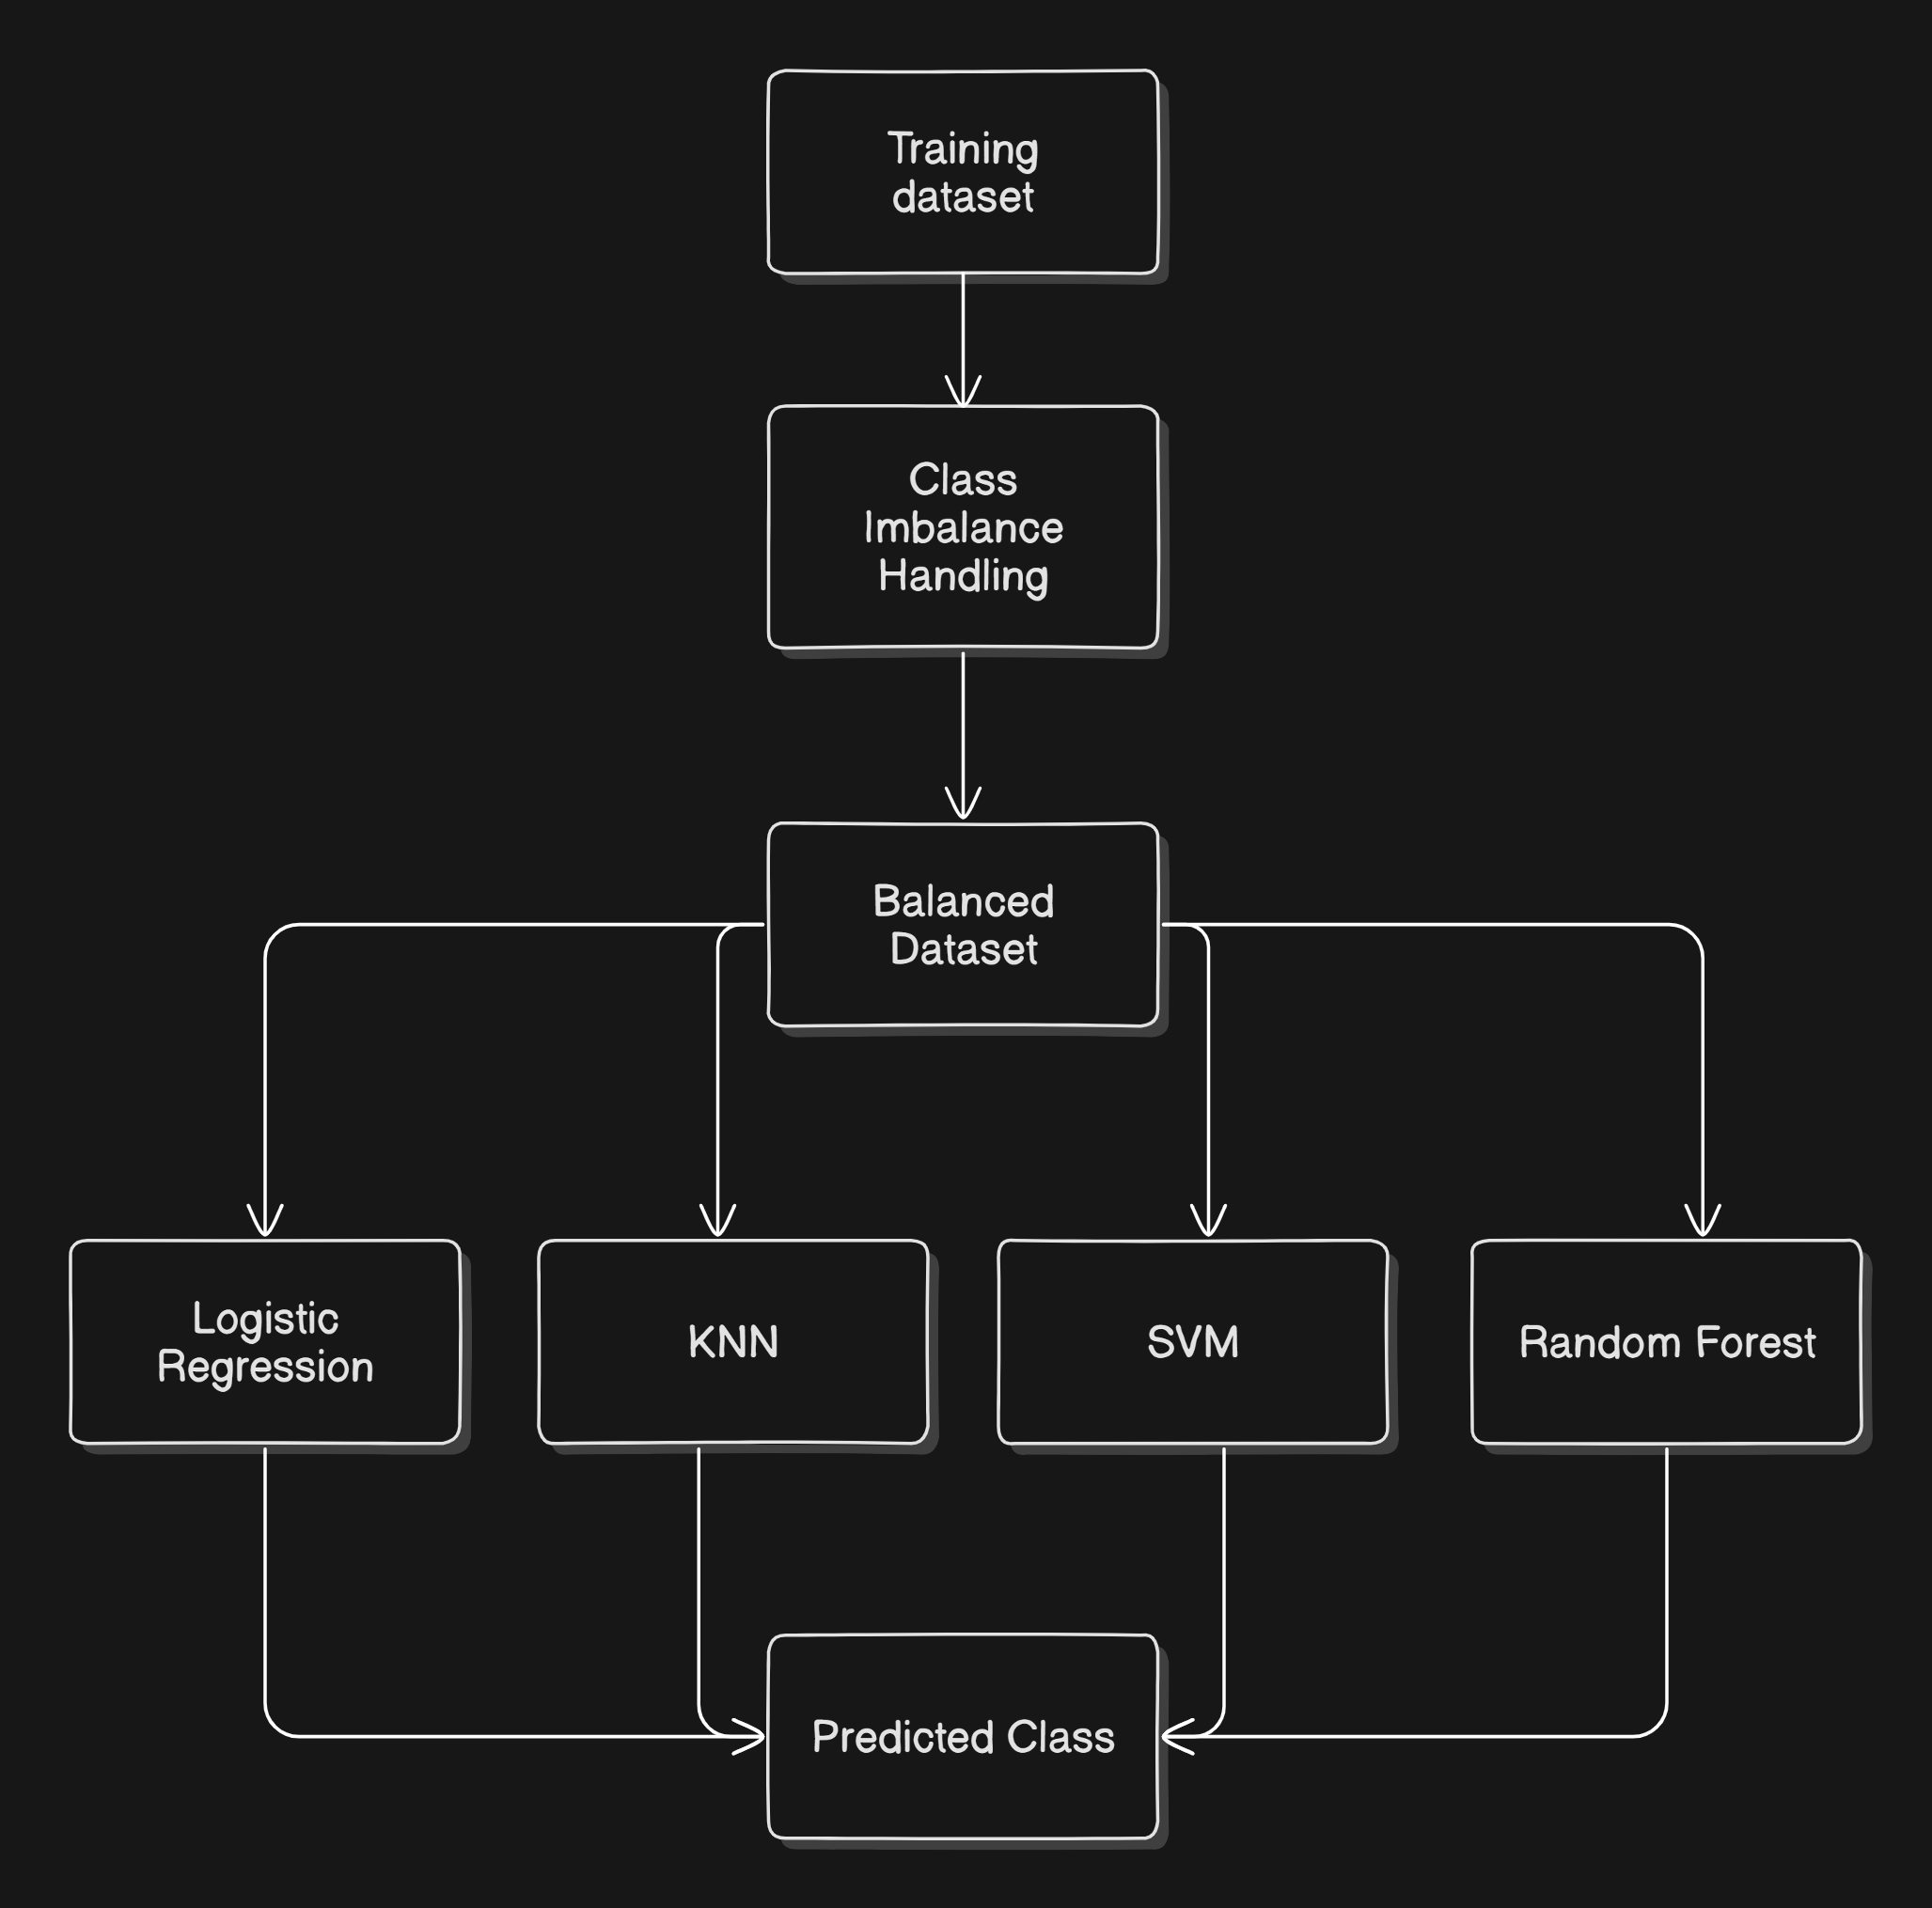 Training
dataset
Class
Imbalance
Handling
Balanced
Dataset
Logistic
Regression
KNN
SVM
Random Forest
Predicted Class